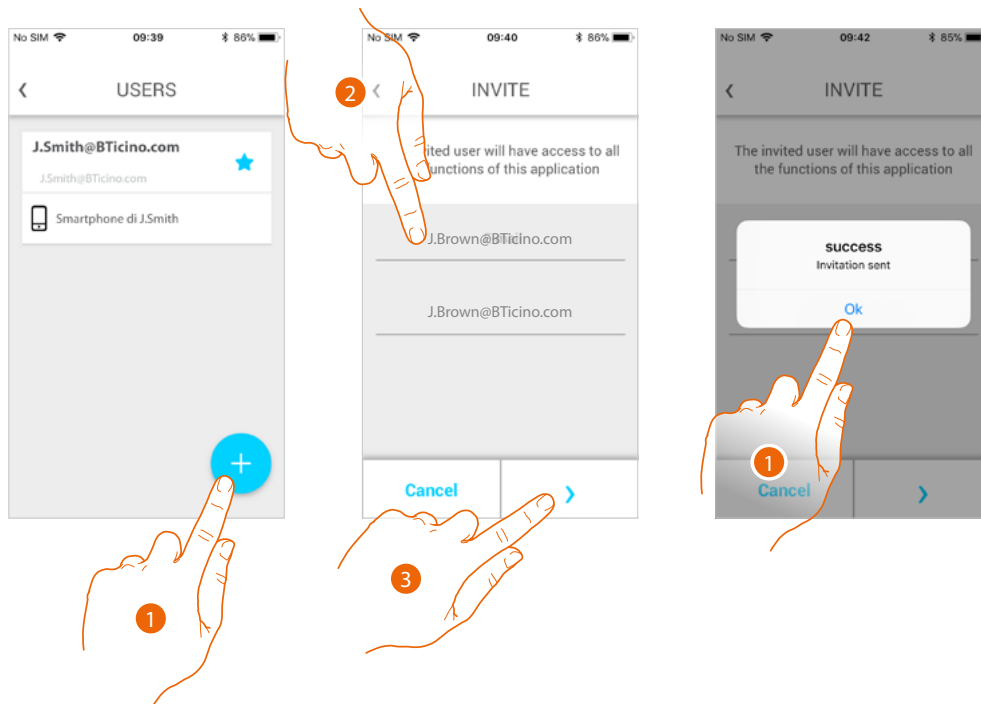 No SIM 09:39 86%
USERS
J.Smith@BTicino.com
J.Smith@BTicino.com
Smartphone di J.Smith
+
1
No SIM 09:40 86%
2
INVITE
vited user will have access to all
functions of this application
J.Brown@BTicino.com
J.Brown@BTicino.com
Cancel
3
No SIM 09:42 85%
INVITE
The invited user will have access to all
the functions of this application
success
Invitation sent
Ok
1
Cancel